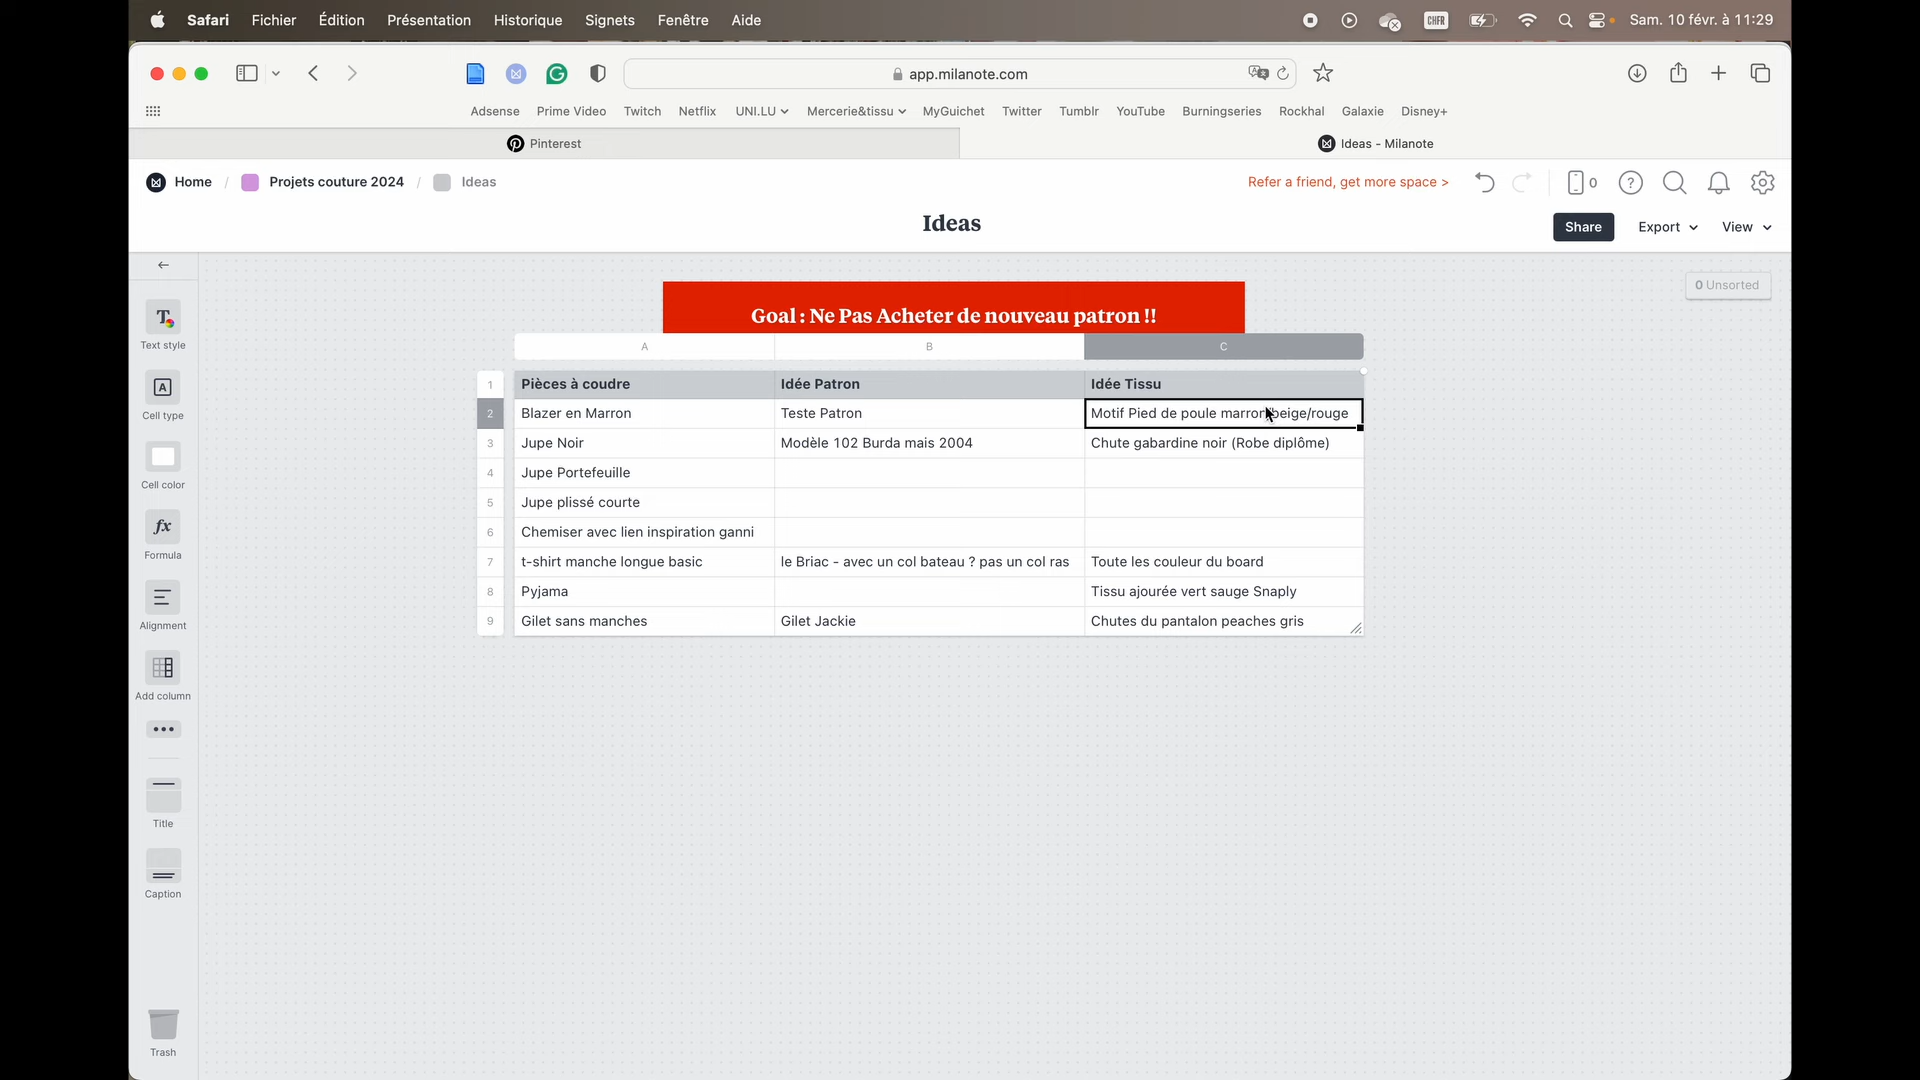 Safari Fichier Édition Présentation Historique Signets Fenêtre Aide CHFR Sam. 10 févr. à 11:29
app.milanote.com
Adsense Prime Video Twitch Netflix UNI.LU Mercerie&tissu MyGuichet Twitter Tumblr YouTube Burningseries Rockhal Galaxie Disney+
Pinterest Ideas - Milanote
Home / Projets couture 2024 / Ideas Refer a friend, get more space > 0
Ideas
Share Export View
0 Unsorted
Goal : Ne Pas Acheter de nouveau patron !!
A B C
1 Pièces à coudre Idée Patron Idée Tissu
2 Blazer en Marron Teste Patron Motif Pied de poule marron beige/rouge
3 Jupe Noir Modèle 102 Burda mais 2004 Chute gabardine noir (Robe diplôme)
4 Jupe Portefeuille
5 Jupe plissé courte
6 Chemiser avec lien inspiration ganni
7 t-shirt manche longue basic le Briac - avec un col bateau ? pas un col ras Toute les couleur du board
8 Pyjama Tissu ajourée vert sauge Snaply
9 Gilet sans manches Gilet Jackie Chutes du pantalon peaches gris
T.
Text style
A
Cell type
Cell color
fx
Formula
Alignment
Add column
Title
Caption
Trash